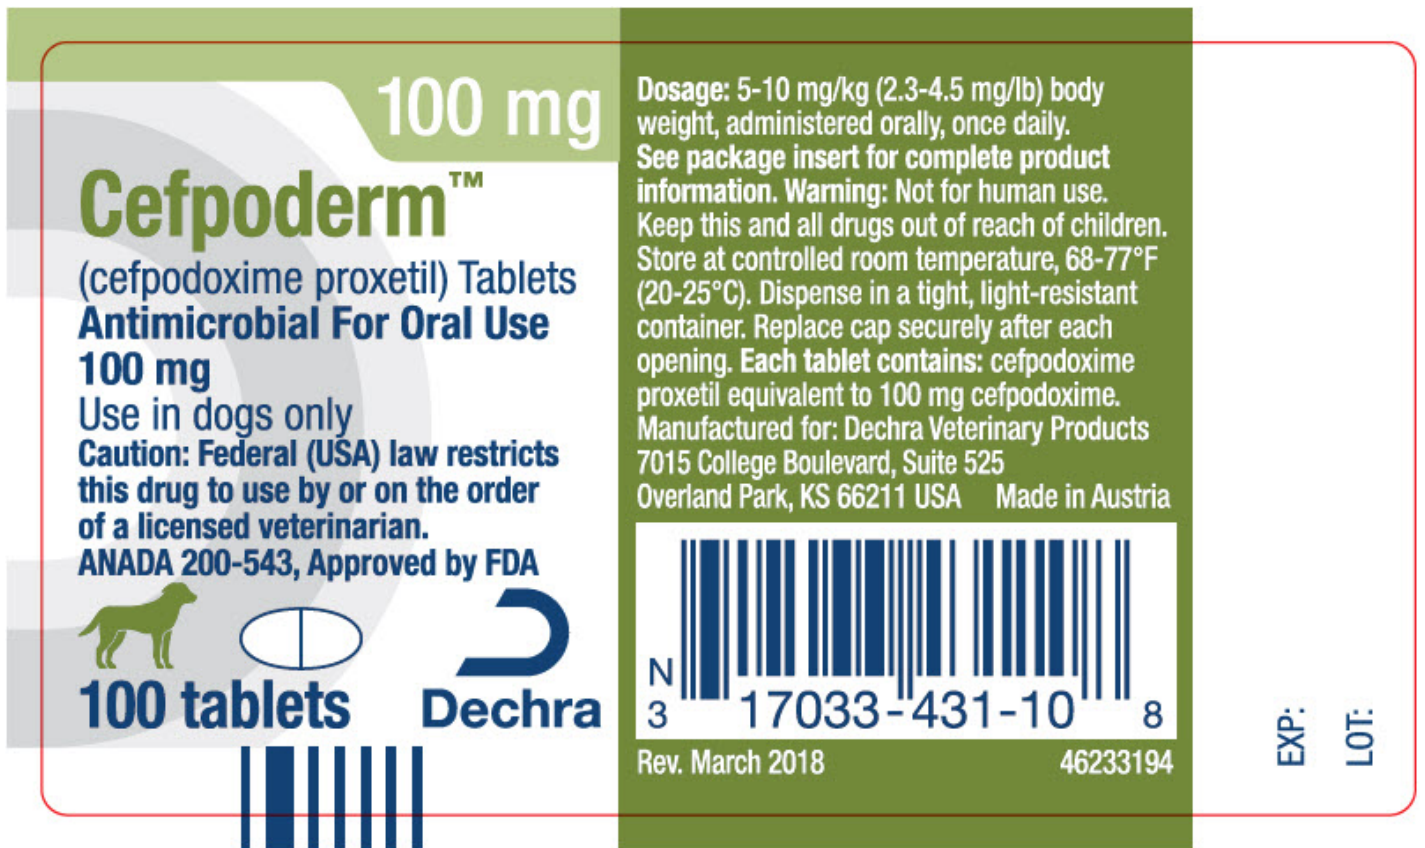 100 mg
Cefpoderm™
(cefpodoxime proxetil) Tablets
Antimicrobial For Oral Use
100 mg
Use in dogs only
Caution: Federal (USA) law restricts
this drug to use by or on the order
of a licensed veterinarian.
ANADA 200-543, Approved by FDA
100 tablets
Dechra
Dosage: 5-10 mg/kg (2.3-4.5 mg/lb) body
weight, administered orally, once daily.
See package insert for complete product
information. Warning: Not for human use.
Keep this and all drugs out of reach of children.
Store at controlled room temperature, 68-77°F
(20-25°C). Dispense in a tight, light-resistant
container. Replace cap securely after each
opening. Each tablet contains: cefpodoxime
proxetil equivalent to 100 mg cefpodoxime.
Manufactured for: Dechra Veterinary Products
7015 College Boulevard, Suite 525
Overland Park, KS 66211 USA Made in Austria
N
3 17033-431-10 8
Rev. March 2018 46233194
EXP:
LOT: